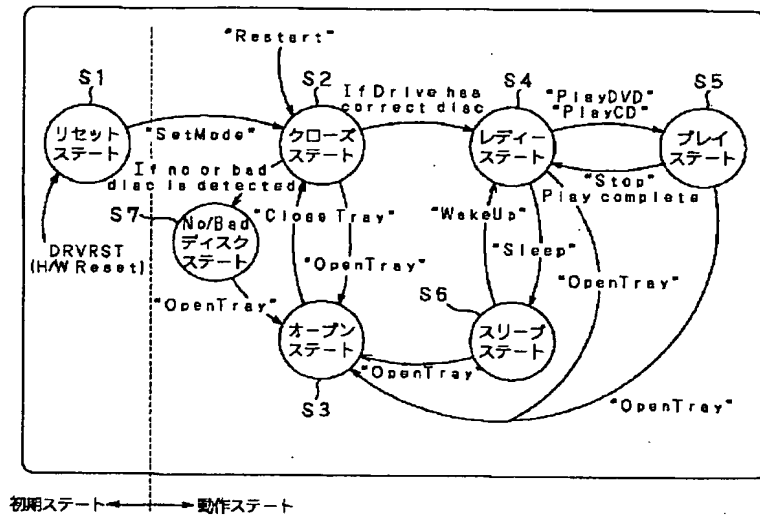 "Restart"
S1
S2
S4
S5
リセット
ステート
"SetMode"
クローズ
ステート
If Drive has
correct disc
レディー
ステート
"PlayDVD"
"PlayCD"
プレイ
ステート
"Stop"
Play complete
If no or bad
disc is detected
S7
No/Bad
ディスク
ステート
"Close Tray"
"WakeUp"
"Sleep"
DRVRST
(H/W Reset)
"OpenTray"
"OpenTray"
"OpenTray"
S6
オープン
ステート
スリープ
ステート
"OpenTray"
S3
"OpenTray"
初期ステート
動作ステート